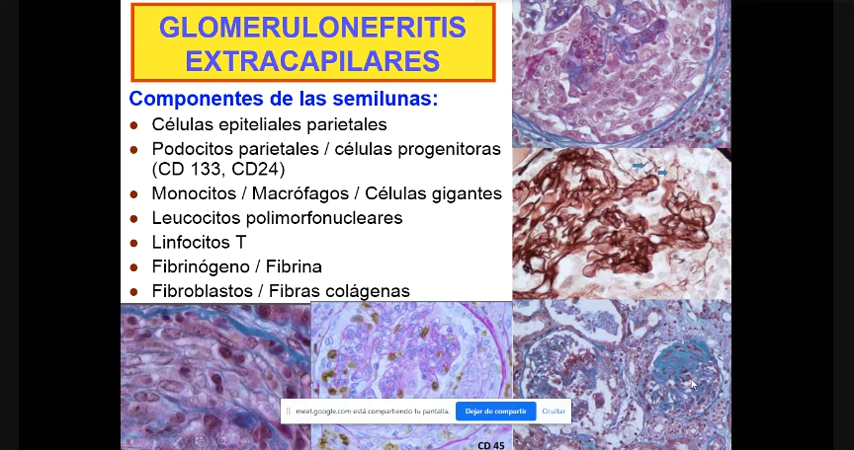 GLOMERULONEFRITIS
EXTRACAPILARES
Componentes de las semilunas:
● Células epiteliales parietales
● Podocitos parietales / células progenitoras
(CD 133, CD24)
● Monocitos / Macrófagos / Células gigantes
● Leucocitos polimorfonucleares
● Linfocitos T
● Fibrinógeno / Fibrina
● Fibroblastos / Fibras colágenas
meet.google.com está compartiendo tu pantalla. Dejar de compartir Ocultar
CD 45